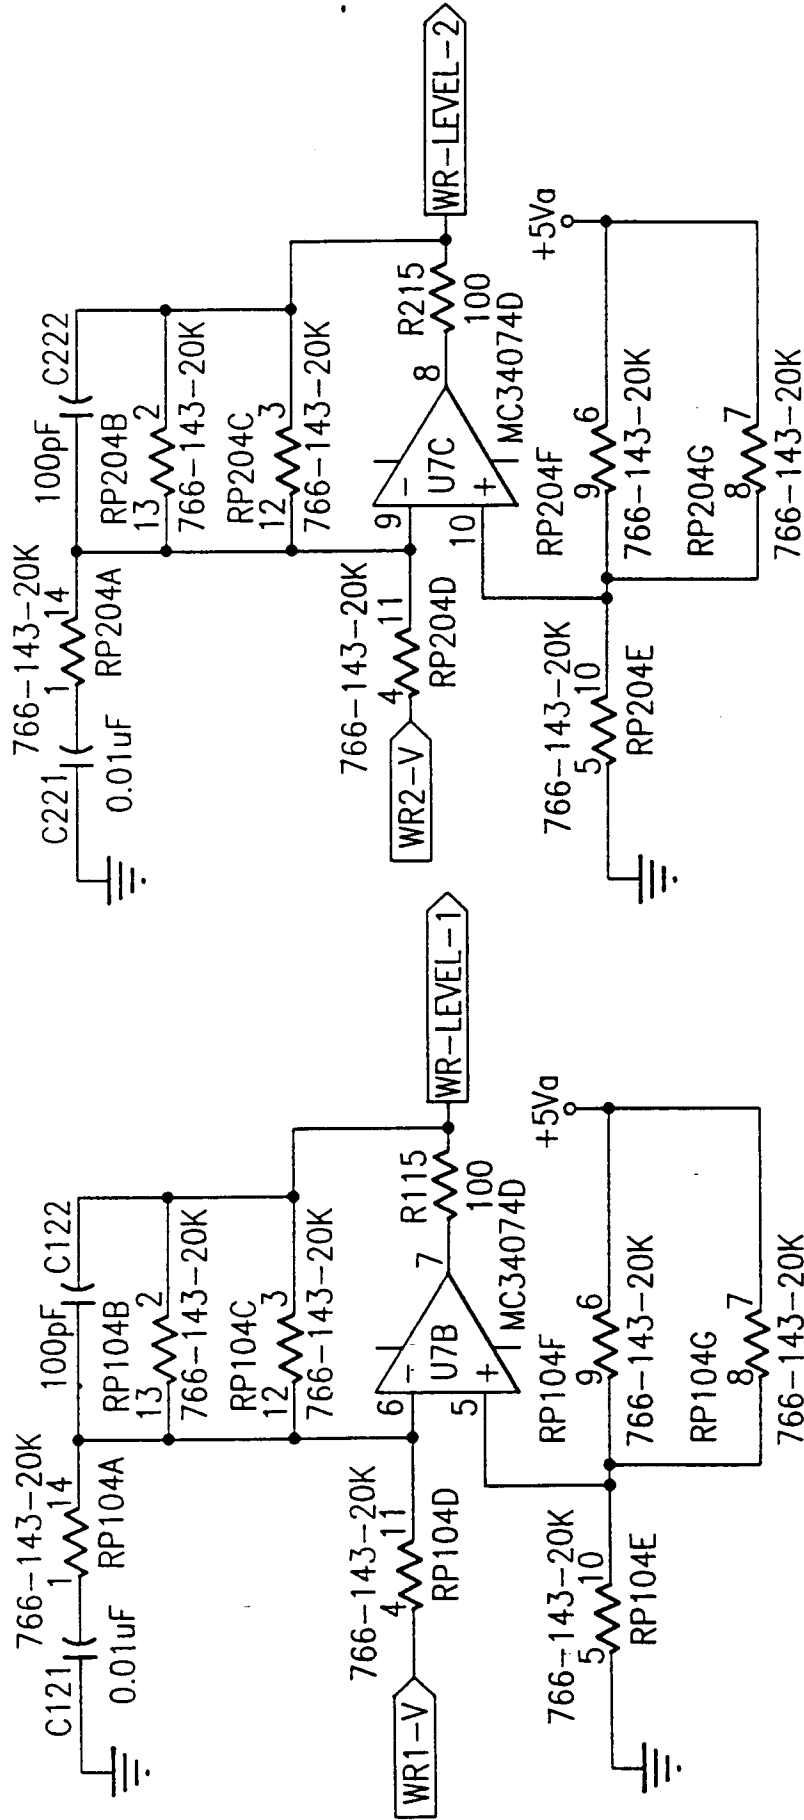 C121
0.01uF
766-143-20K
1
14
RP104A
100pF
C122
RP104B
13
2
766-143-20K
RP104C
12
3
766-143-20K
WR1-V
766-143-20K
4
11
RP104D
6
5
-
+
U7B
7
MC34074D
R115
100
WR-LEVEL-1
766-143-20K
5
10
RP104E
RP104F
9
6
766-143-20K
RP104G
8
7
766-143-20K
+5Va
C221
0.01uF
766-143-20K
1
14
RP204A
100pF
C222
RP204B
13
2
766-143-20K
RP204C
12
3
766-143-20K
WR2-V
766-143-20K
4
11
RP204D
9
10
-
+
U7C
8
MC34074D
R215
100
WR-LEVEL-2
766-143-20K
5
10
RP204E
RP204F
9
6
766-143-20K
RP204G
8
7
766-143-20K
+5Va